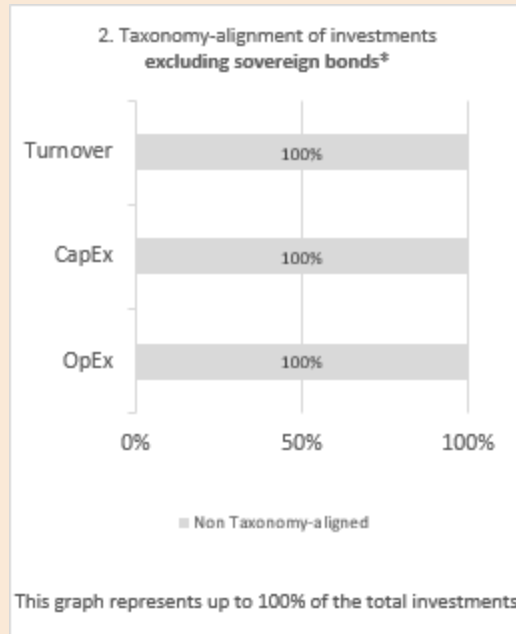 2. Taxonomy-alignment of investments
excluding sovereign bonds*
Turnover
100%
CapEx
100%
OpEx
100%
0%
50%
100%
Non Taxonomy-aligned
This graph represents up to 100% of the total investments